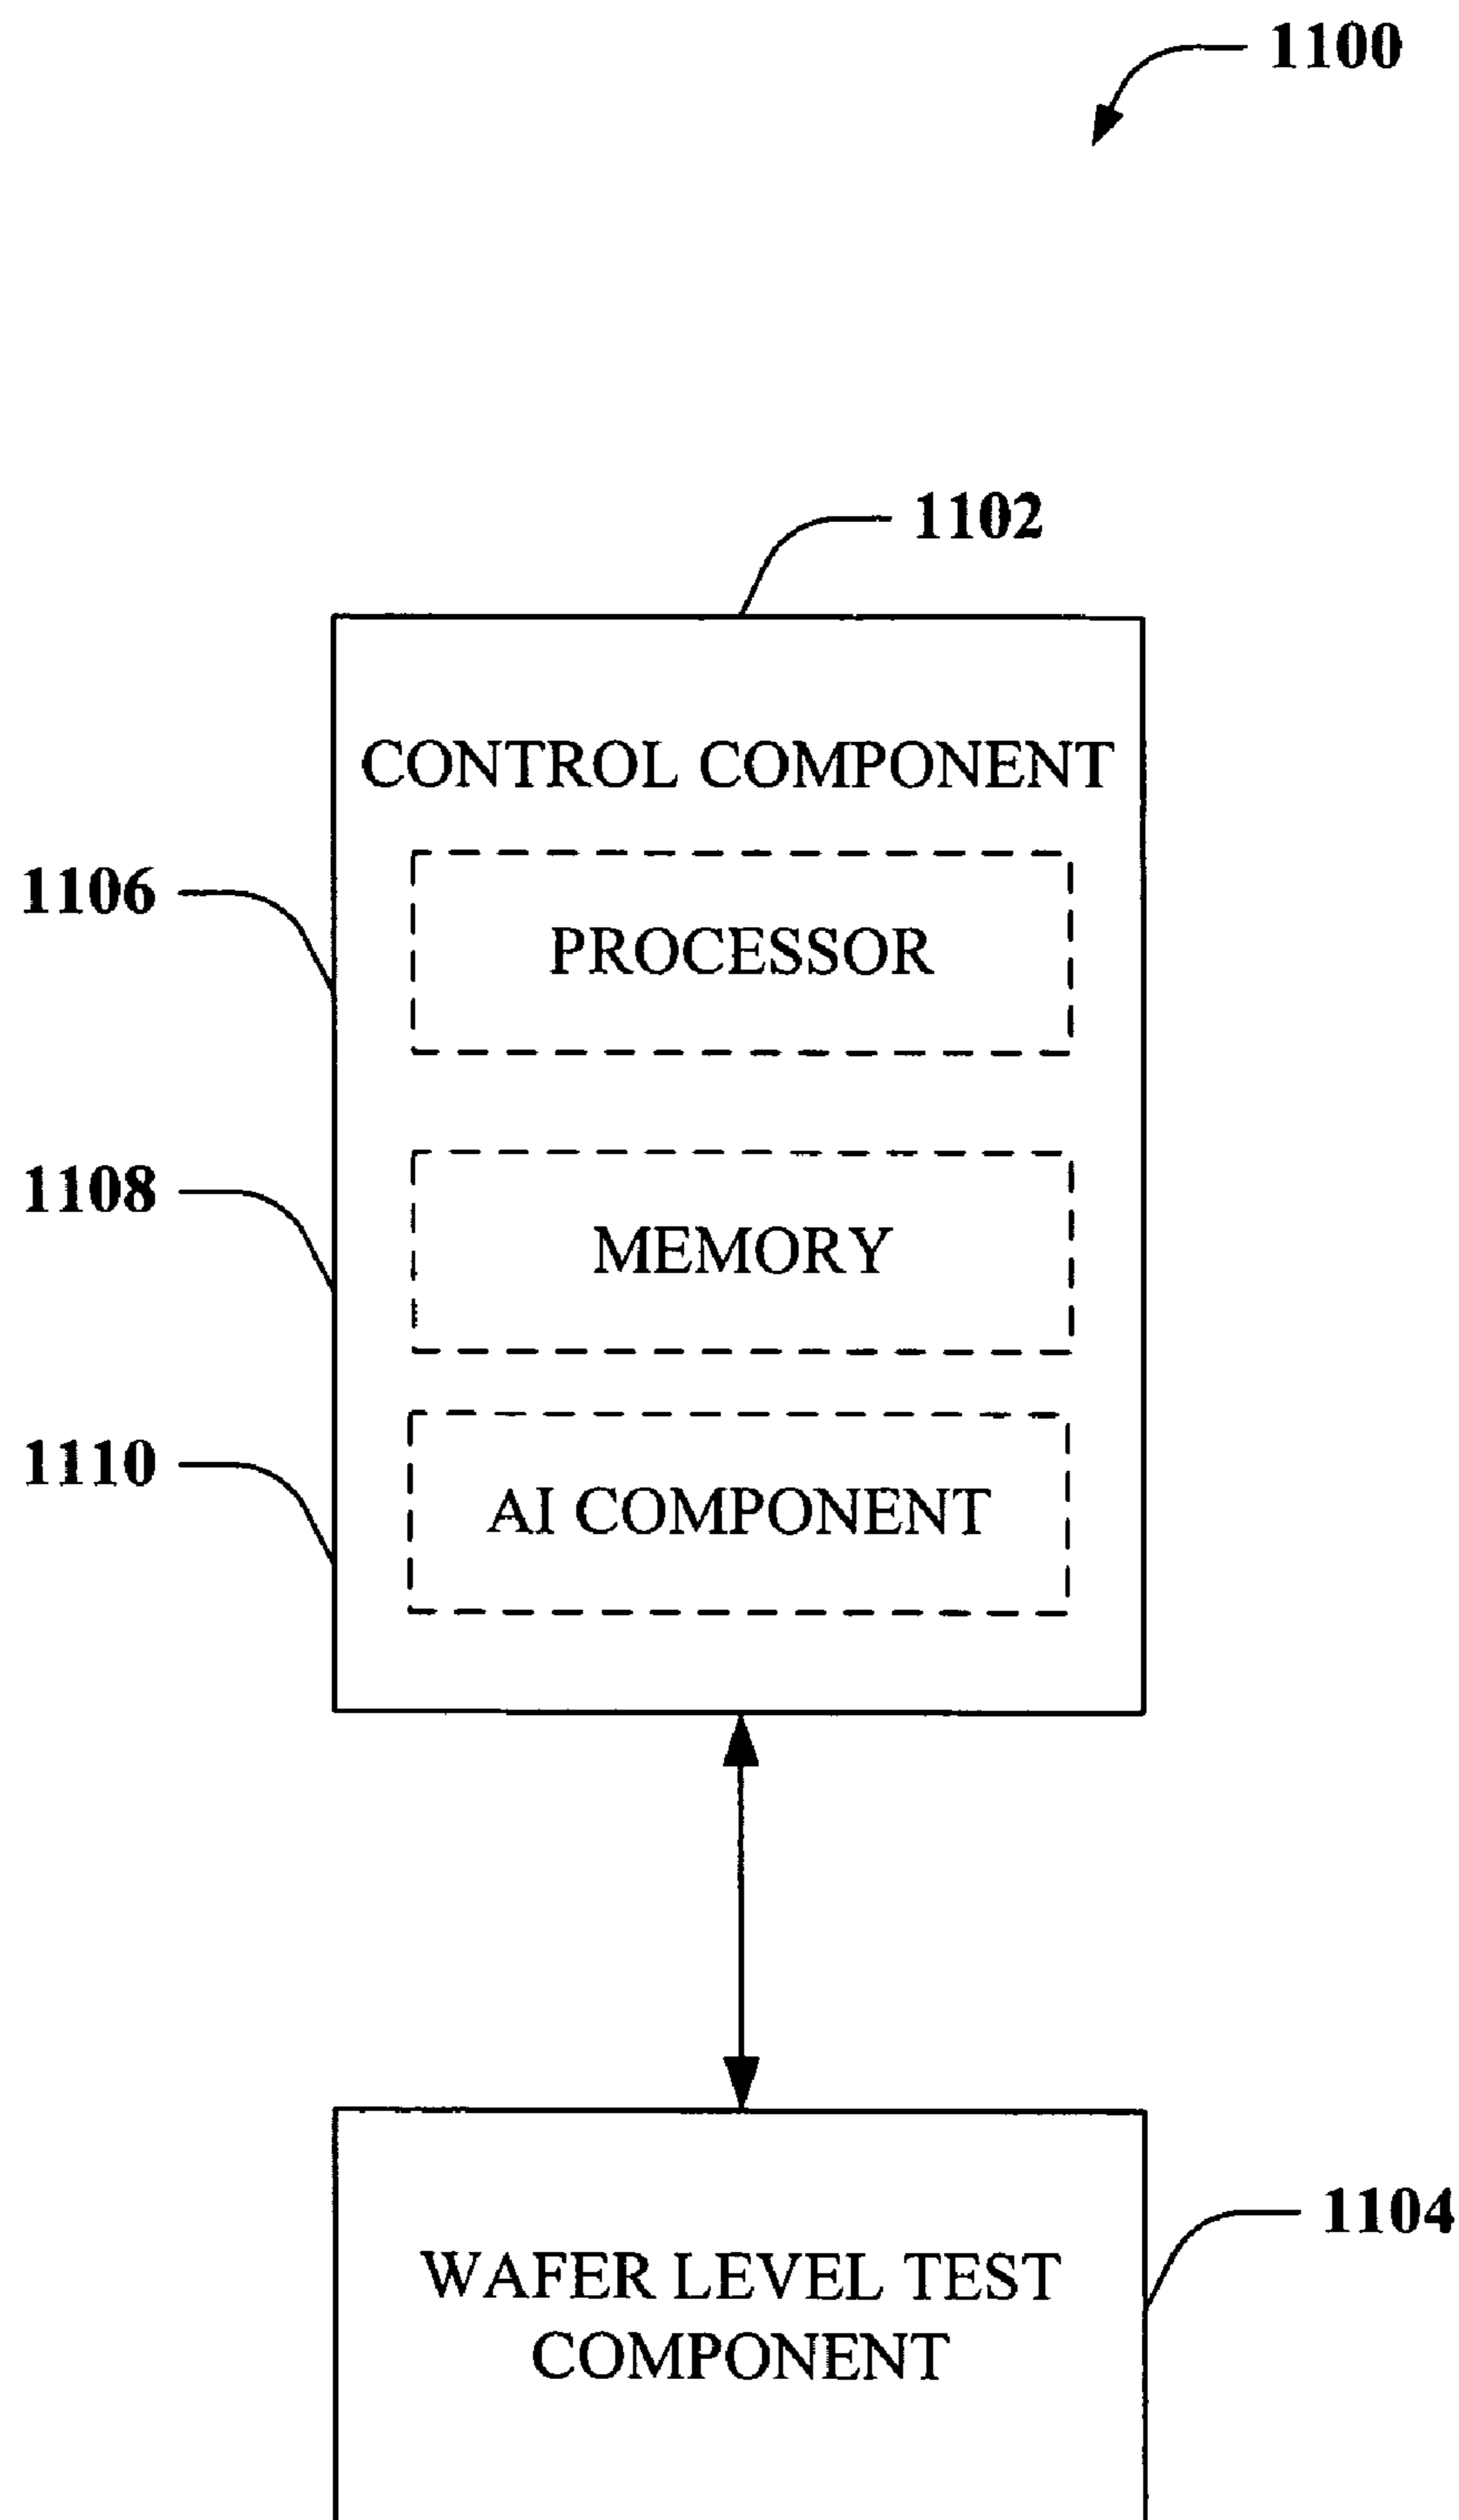 1100
1102
CONTROL COMPONENT
1106
PROCESSOR
1108
MEMORY
1110
AI COMPONENT
1104
WAFER LEVEL TEST
COMPONENT